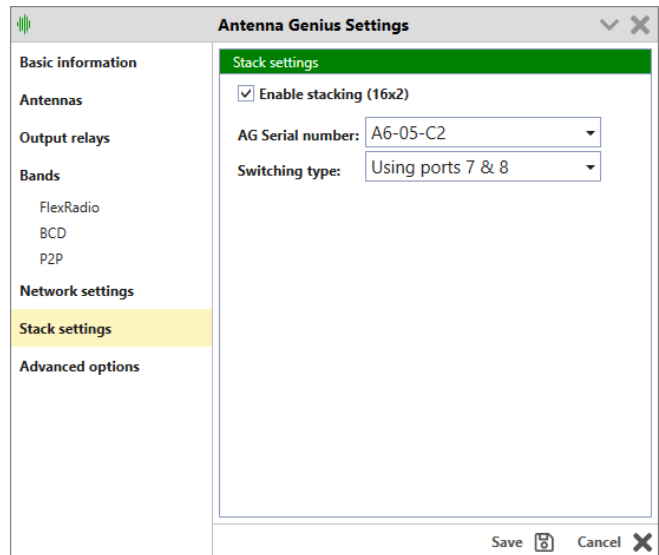 Antenna Genius Settings
Basic information
Antennas
Output relays
Bands
FlexRadio
BCD
P2P
Network settings
Stack settings
Advanced options
Stack settings
Enable stacking (16x2)
AG Serial number: A6-05-C2
Switching type: Using ports 7 & 8
Save Cancel